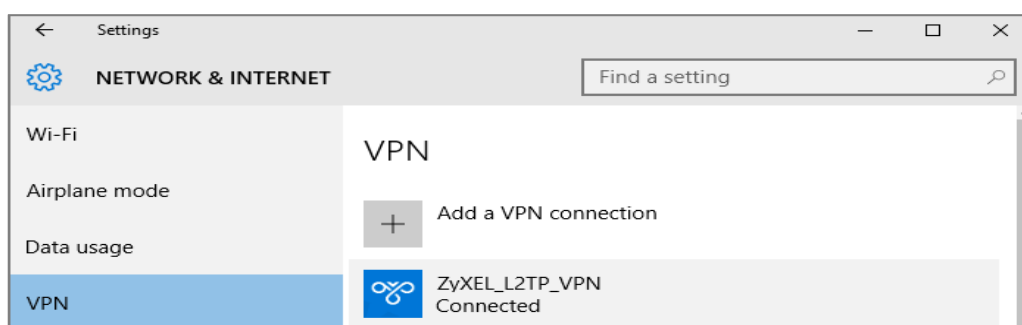 Settings
NETWORK & INTERNET
Find a setting
Wi-Fi
Airplane mode
Data usage
VPN
VPN
Add a VPN connection
ZyXEL_L2TP_VPN
Connected